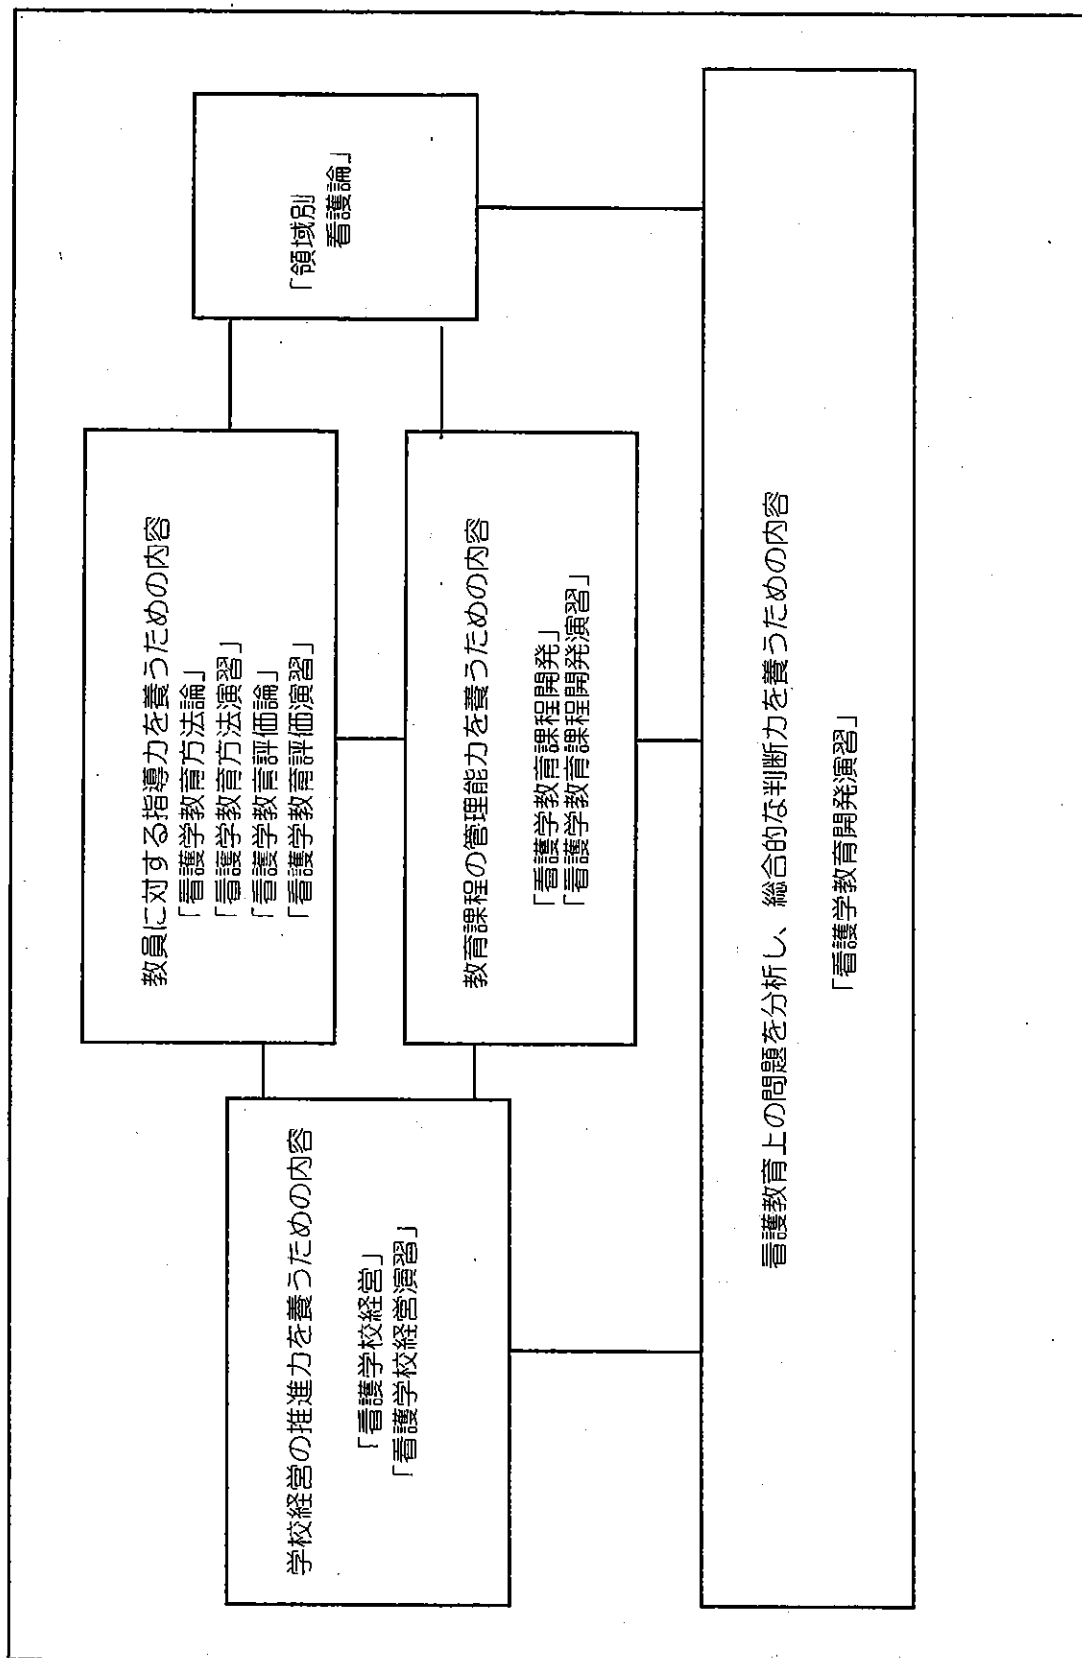 学校経営の推進力を養うための内容
「看護学校経営」
「看護学校経営演習」
教員に対する指導力を養うための内容
「看護学教育方法論」
「看護学教育方法演習」
「看護学教育評価論」
「看護学教育評価演習」
教育課程の管理能力を養うための内容
「看護学教育課程開発」
「看護学教育課程開発演習」
「領域別
看護論」
看護教育上の問題を分析し、総合的な判断力を養うための内容
「看護学教育開発演習」